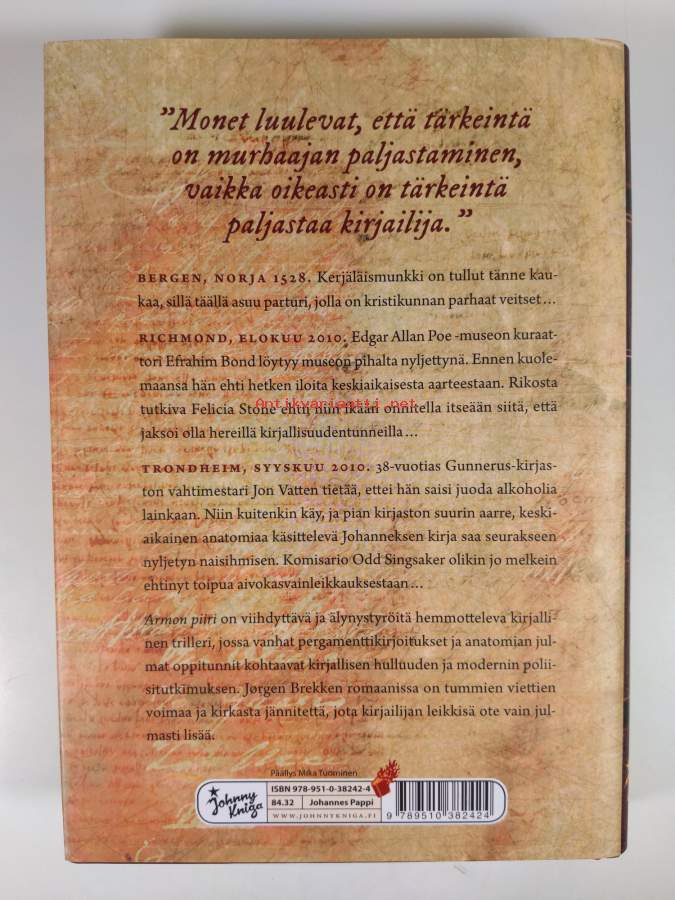 ”Monet luulevat, että tärkeintä
on murhaajan paljastaminen,
vaikka oikeasti on tärkeintä
paljastaa kirjailija.”
BERGEN, NORJA 1528. Kerjäläismunkki on tullut tänne kau-
kaa, sillä täällä asuu parturi, jolla on kristikunnan parhaat veitset ...
RICHMOND, ELOKUU 2010. Edgar Allan Poe -museon kuraat-
tori Efrahim Bond löytyy museon pihalta nyljettynä. Ennen kuole-
maansa hän ehti hetken iloita keskiaikaisesta aarteestaan. Rikosta
Antikvariaatti.net
tutkiva Felicia Stone ehtii niin ikään onnitella itseään siitä, että
jaksoi olla hereillä kirjallisuudentunneilla ...
TRONDHEIM, SYYSKUU 2010. 38-vuotias Gunnerus-kirjas-
ton vahtimestari Jon Vatten tietää, ettei hän saisi juoda alkoholia
lainkaan. Niin kuitenkin käy, ja pian kirjaston suurin aarre, keski-
aikainen anatomiaa käsittelevä Johanneksen kirja saa seurakseen
nyljetyn naisihmisen. Komisario Odd Singsaker olikin jo melkein
ehtinyt toipua aivokasvainleikkauksestaan ...
Armon piiri on viihdyttävä ja älynystyröitä hemmotteleva kirjalli-
nen trilleri, jossa vanhat pergamenttikirjoitukset ja anatomian jul-
mat oppitunnit kohtaavat kirjallisen hulluuden ja modernin polii-
situtkimuksen. Jørgen Brekken romaanissa on tummien viettien
voimaa ja kirkasta jännitettä, jota kirjailijan leikkisä ote vain jul-
masti lisää.
Päällys Mika Tuominen
Johnny
Kniga
ISBN 978-951-0-38242-4
84.32 Johannes Pappi
WWW.JOHNNYKNIGA.FI
9 789510 382424